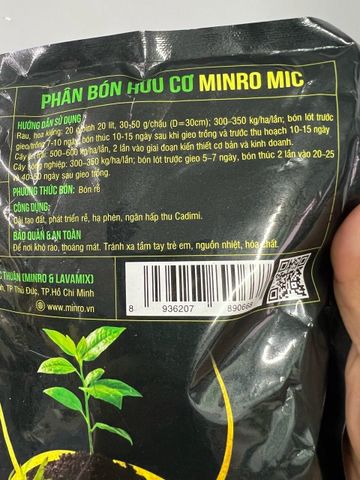 PHÂN BÓN HỮU CƠ MINRO MIC
HƯỚNG DẪN SỬ DỤNG
Rau, hoa kiểng: 20 20 lít, 30-50 g/chậu (D=30cm); 300-350 kg/ha/lần; bón lót trước
gieo trồng 7-10 ngày, bón thúc 10-15 ngày sau khi gieo trồng và trước thu hoạch 10-15 ngày
Cây 500-600 kg/ha/lần, 2 lần vào giai đoạn kiến thiết cơ bản và kinh doanh.
Cây công nghiệp: 300-350 kg/ha/lần; bón lót trước gieo 5-7 ngày, bón thúc 2 lần vào 20-25
40-50 ngày sau gieo trồng.
PHƯƠNG THỨC BÓN: Bón rễ
CÔNG DỤNG:
Cải tạo đất, phát triển rễ, hạ phèn, ngăn hấp thu Cadimi.
BẢO QUẢN & AN TOÀN
Để nơi khô ráo, thoáng mát. Tránh xa tầm tay trẻ em, nguồn nhiệt, hóa chất.
THUẬN (MINRO & LAVAMIX)
TP Thủ Đức, TP.Hồ Chí Minh
www.minro.vn
8 936207 890668